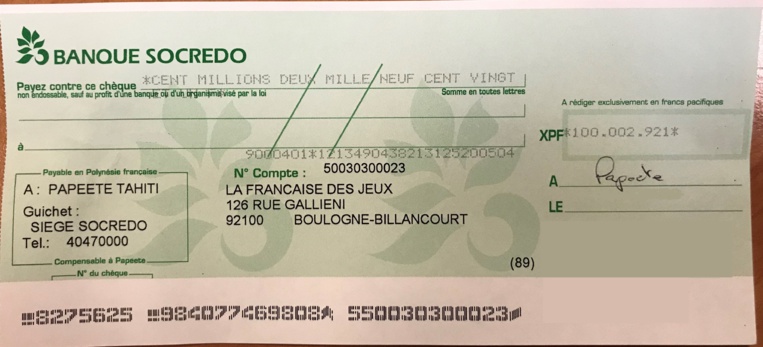 BANQUE SOCREDO
Payez contre ce chèque *CENT MILLIONS DEUX MILLE NEUF CENT VINGT
non endossable, sauf au profit d'une banque ou d'un organisme visé par la loi
Somme en toutes lettres
A rédiger exclusivement en francs pacifiques
XPF*100.002.921*
à
9000401*121349043821312520 0504
Payable en Polynésie française
A : PAPEETE TAHITI
Guichet :
SIEGE SOCREDO
Tel.: 40470000
Compensable à Papeete
N° du chèque
N° Compte : 50030300023
LA FRANCAISE DES JEUX
126 RUE GALLIENI
92100 BOULOGNE-BILLANCOURT
(89)
A Papeete
LE
8275625 984077469808 550030300023